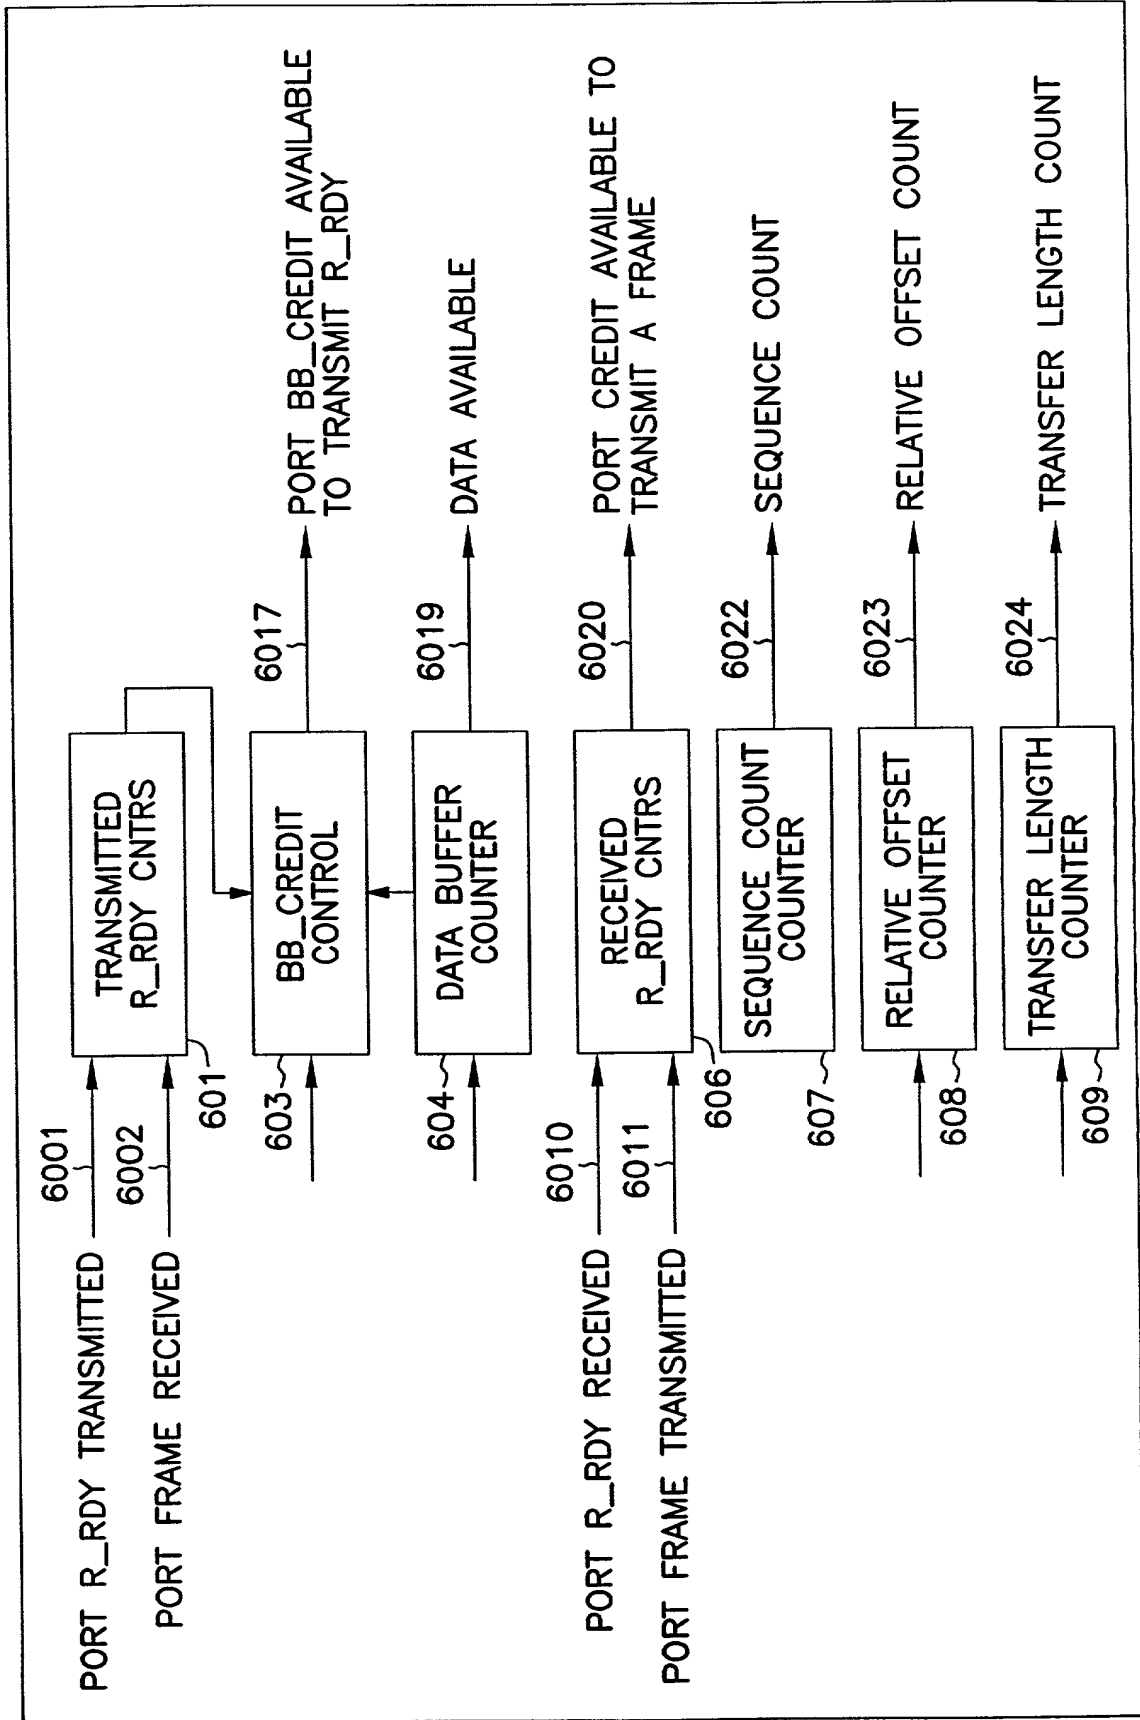 PORT R_RDY TRANSMITTED
6001
PORT FRAME RECEIVED
6002
TRANSMITTED
R_RDY CNTRS
601
603
BB_CREDIT
CONTROL
6017
PORT BB_CREDIT AVAILABLE
TO TRANSMIT R_RDY
604
DATA BUFFER
COUNTER
6019
DATA AVAILABLE
PORT R_RDY RECEIVED
6010
PORT FRAME TRANSMITTED
6011
RECEIVED
R_RDY CNTRS
606
6020
PORT CREDIT AVAILABLE TO
TRANSMIT A FRAME
607
SEQUENCE COUNT
COUNTER
6022
SEQUENCE COUNT
608
RELATIVE OFFSET
COUNTER
6023
RELATIVE OFFSET COUNT
609
TRANSFER LENGTH
COUNTER
6024
TRANSFER LENGTH COUNT